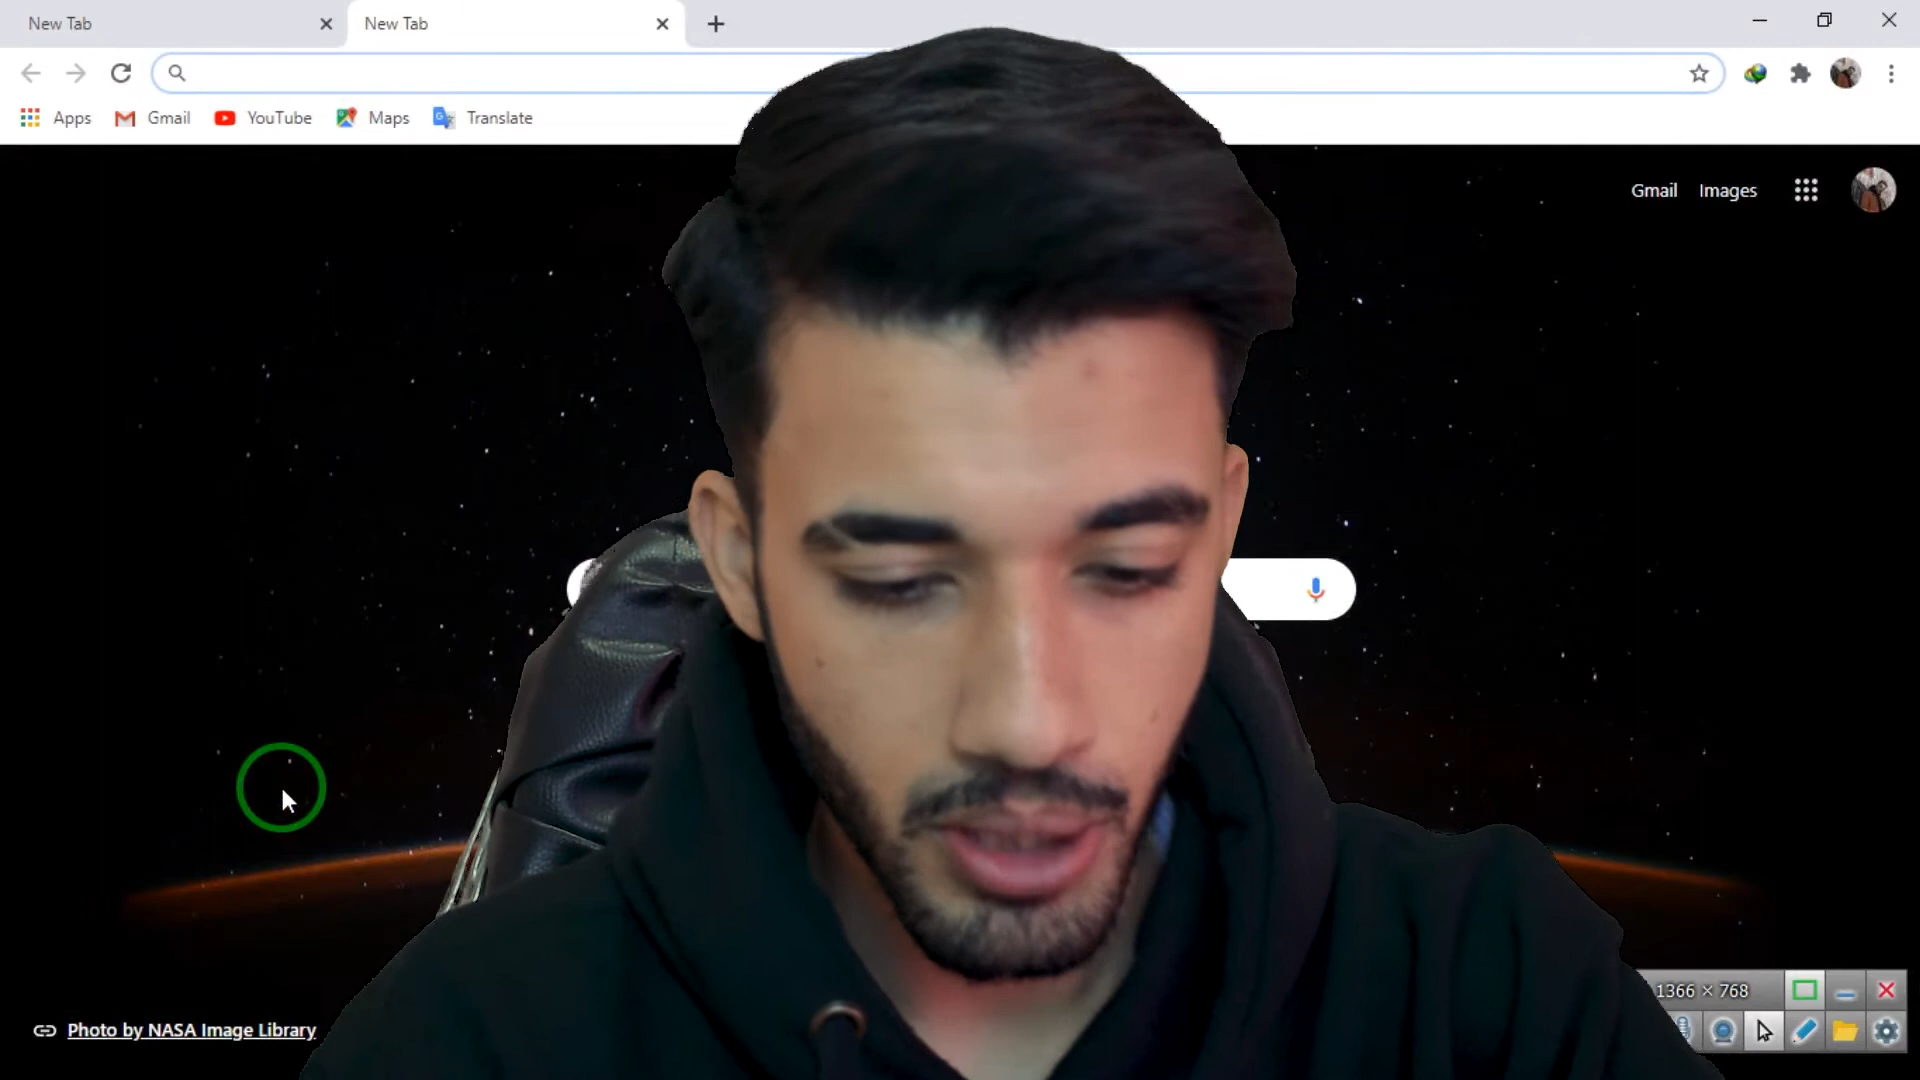 New Tab
New Tab
Apps
Gmail
YouTube
Maps
Translate
Gmail
Images
1366 × 768
Photo by NASA Image Library